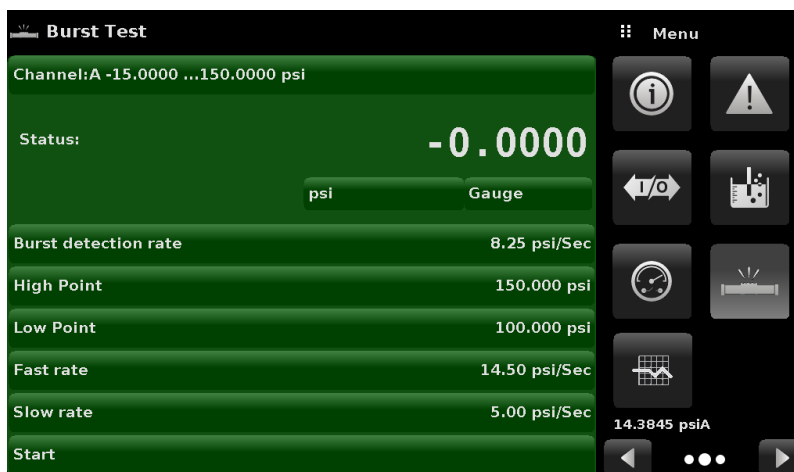 Burst Test
Menu
Channel:A -15.0000 ...150.0000 psi
Status:
-0.0000
psi
Gauge
I/O
Burst detection rate
8.25 psi/Sec
High Point
150.000 psi
Low Point
100.000 psi
Fast rate
14.50 psi/Sec
Slow rate
5.00 psi/Sec
14.3845 psiA
Start